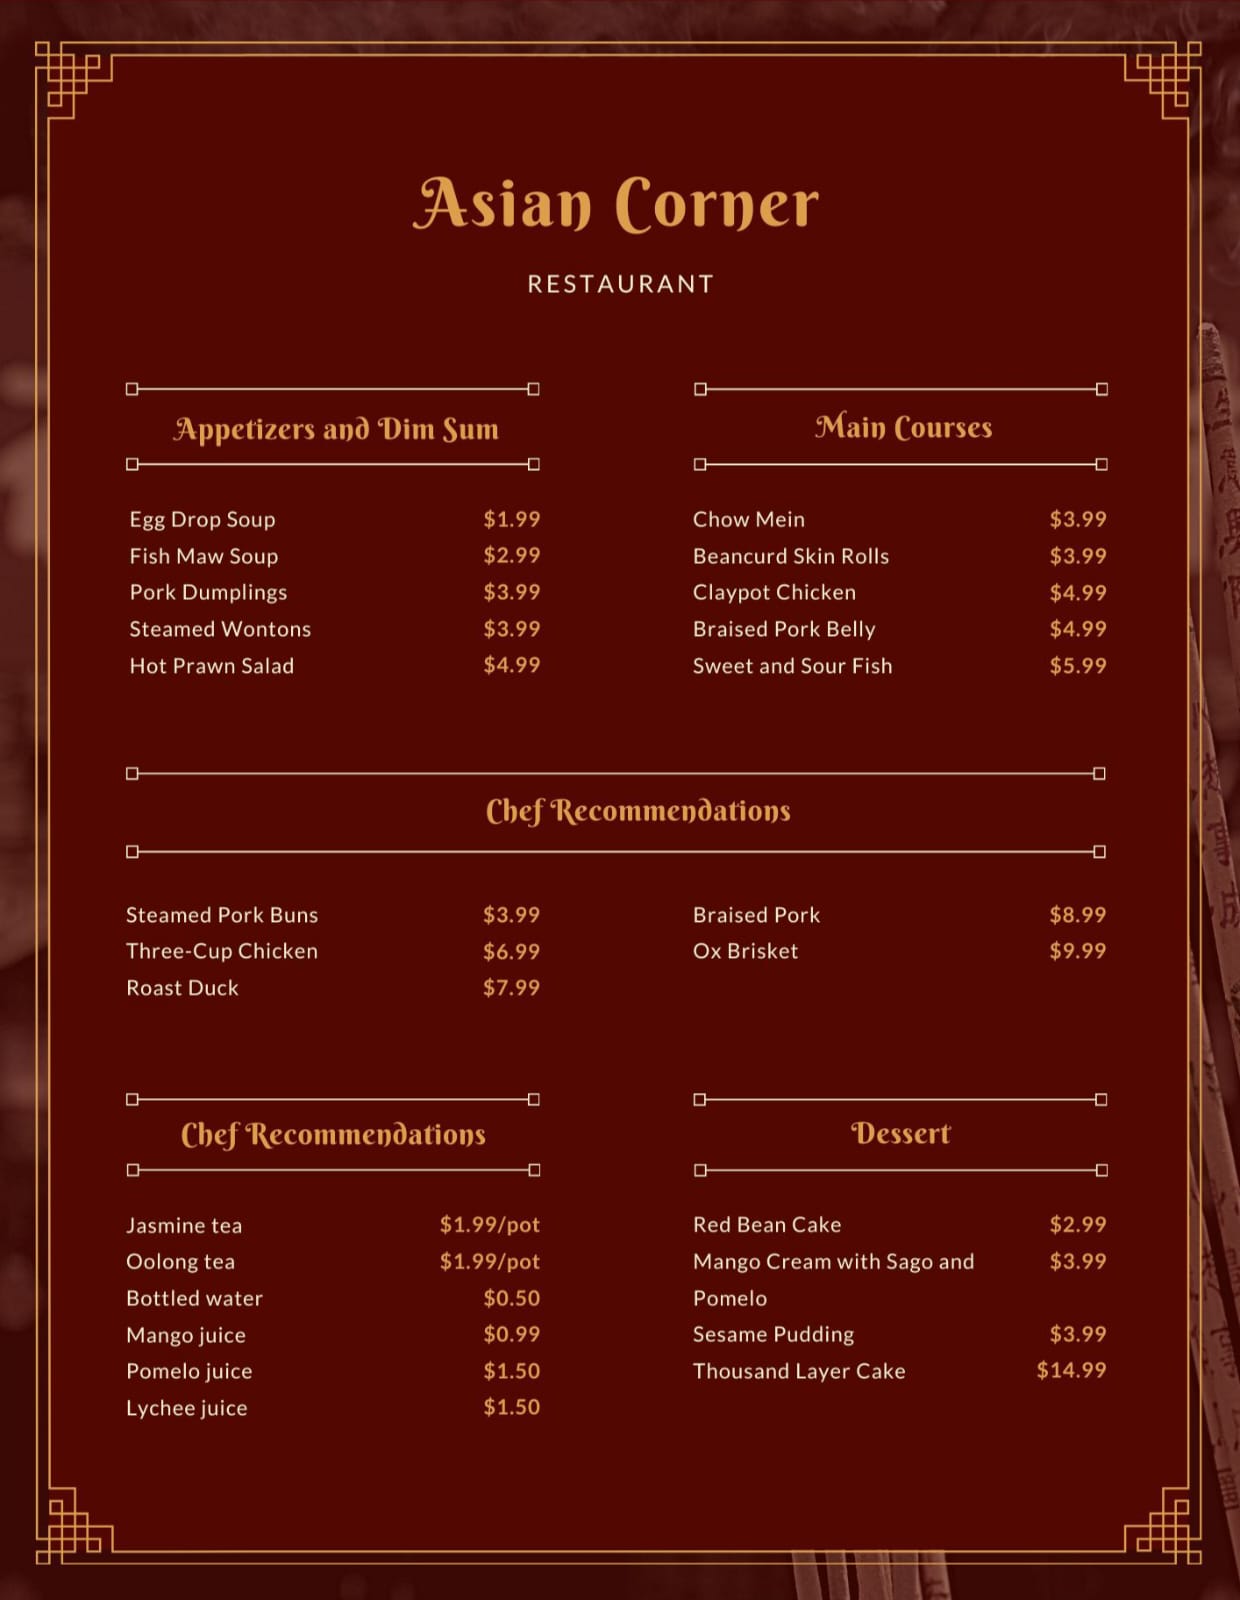 Asian Corner
RESTAURANT
Appetizers and Dim Sum
Egg Drop Soup $1.99
Fish Maw Soup $2.99
Pork Dumplings $3.99
Steamed Wontons $3.99
Hot Prawn Salad $4.99
Main Courses
Chow Mein $3.99
Beancurd Skin Rolls $3.99
Claypot Chicken $4.99
Braised Pork Belly $4.99
Sweet and Sour Fish $5.99
Chef Recommendations
Steamed Pork Buns $3.99
Three-Cup Chicken $6.99
Roast Duck $7.99
Braised Pork $8.99
Ox Brisket $9.99
Chef Recommendations
Jasmine tea $1.99/pot
Oolong tea $1.99/pot
Bottled water $0.50
Mango juice $0.99
Pomelo juice $1.50
Lychee juice $1.50
Dessert
Red Bean Cake $2.99
Mango Cream with Sago and $3.99
Pomelo
Sesame Pudding $3.99
Thousand Layer Cake $14.99